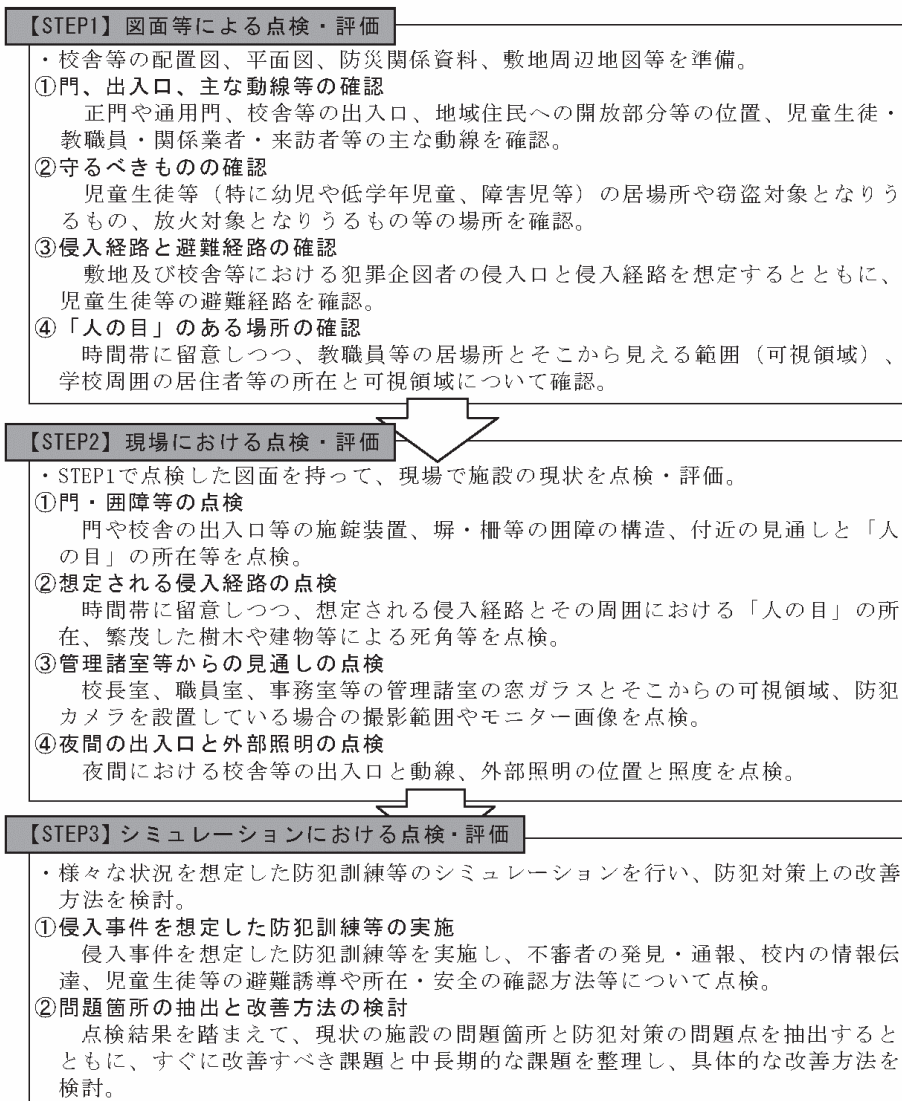 【STEP1】図面等による点検・評価
・校舎等の配置図、平面図、防災関係資料、敷地周辺地図等を準備。
①門、出入口、主な動線等の確認
正門や通用門、校舎等の出入口、地域住民への開放部分等の位置、児童生徒・
教職員・関係業者・来訪者等の主な動線を確認。
②守るべきものの確認
児童生徒等（特に幼児や低学年児童、障害児等）の居場所や窃盗対象となりう
るもの、放火対象となりうるもの等の場所を確認。
③侵入経路と避難経路の確認
敷地及び校舎等における犯罪企図者の侵入口と侵入経路を想定するとともに、
児童生徒等の避難経路を確認。
④「人の目」のある場所の確認
時間帯に留意しつつ、教職員等の居場所とそこから見える範囲（可視領域）、
学校周囲の居住者等の所在と可視領域について確認。
【STEP2】現場における点検・評価
・STEP1で点検した図面を持って、現場で施設の現状を点検・評価。
①門・囲障等の点検
門や校舎の出入口等の施錠装置、塀・柵等の囲障の構造、付近の見通しと「人
の目」の所在等を点検。
②想定される侵入経路の点検
時間帯に留意しつつ、想定される侵入経路とその周囲における「人の目」の所
在、繁茂した樹木や建物等による死角等を点検。
③管理諸室等からの見通しの点検
校長室、職員室、事務室等の管理諸室の窓ガラスとそこからの可視領域、防犯
カメラを設置している場合の撮影範囲やモニター画像を点検。
④夜間の出入口と外部照明の点検
夜間における校舎等の出入口と動線、外部照明の位置と照度を点検。
【STEP3】シミュレーションにおける点検・評価
・様々な状況を想定した防犯訓練等のシミュレーションを行い、防犯対策上の改善
方法を検討。
①侵入事件を想定した防犯訓練等の実施
侵入事件を想定した防犯訓練等を実施し、不審者の発見・通報、校内の情報伝
達、児童生徒等の避難誘導や所在・安全の確認方法等について点検。
②問題箇所の抽出と改善方法の検討
点検結果を踏まえて、現状の施設の問題箇所と防犯対策の問題点を抽出すると
ともに、すぐに改善すべき課題と中長期的な課題を整理し、具体的な改善方法を
検討。